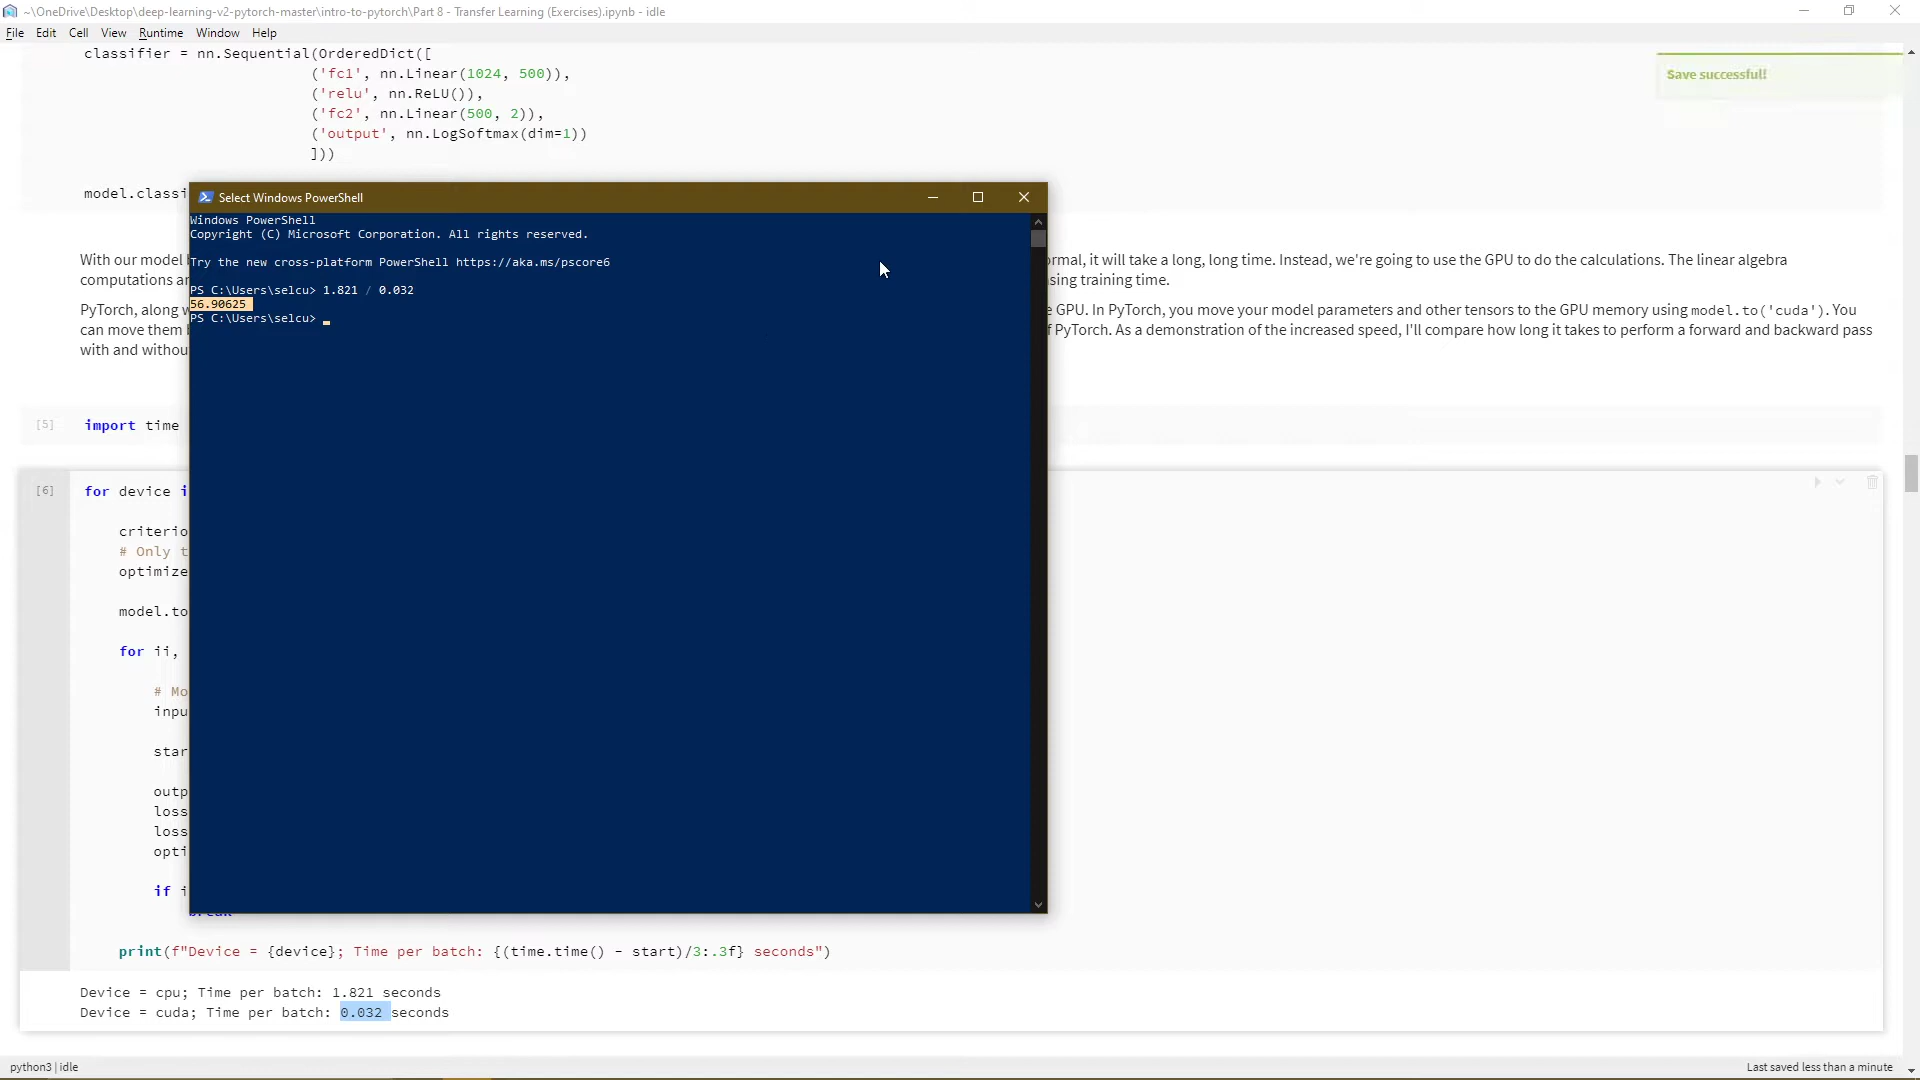 ~\OneDrive\Desktop\deep-learning-v2-pytorch-master\intro-to-pytorch\Part 8 - Transfer Learning (Exercises).ipynb - idle
File Edit Cell View Runtime Window Help
classifier = nn.Sequential(OrderedDict([
('fc1', nn.Linear(1024, 500)),
('relu', nn.ReLU()),
('fc2', nn.Linear(500, 2)),
('output', nn.LogSoftmax(dim=1))
]))
Save successful!
model.classi
Select Windows PowerShell
Windows PowerShell
Copyright (C) Microsoft Corporation. All rights reserved.
Try the new cross-platform PowerShell https://aka.ms/pscore6
PS C:\Users\selcu> 1.821 / 0.032
56.90625
PS C:\Users\selcu>
With our model
rmal, it will take a long, long time. Instead, we're going to use the GPU to do the calculations. The linear algebra
computations ar
sing training time.
PyTorch, along
GPU. In PyTorch, you move your model parameters and other tensors to the GPU memory using model.to('cuda'). You
can move them
f PyTorch. As a demonstration of the increased speed, I'll compare how long it takes to perform a forward and backward pass
with and withou
[5] import time
[6] for device i
criterio
# Only t
optimize
model.to
for ii,
# Mo
inpu
star
outp
loss
loss
opti
if i
break
print(f"Device = {device}; Time per batch: {(time.time() - start)/3:.3f} seconds")
Device = cpu; Time per batch: 1.821 seconds
Device = cuda; Time per batch: 0.032 seconds
python3 | idle
Last saved less than a minute